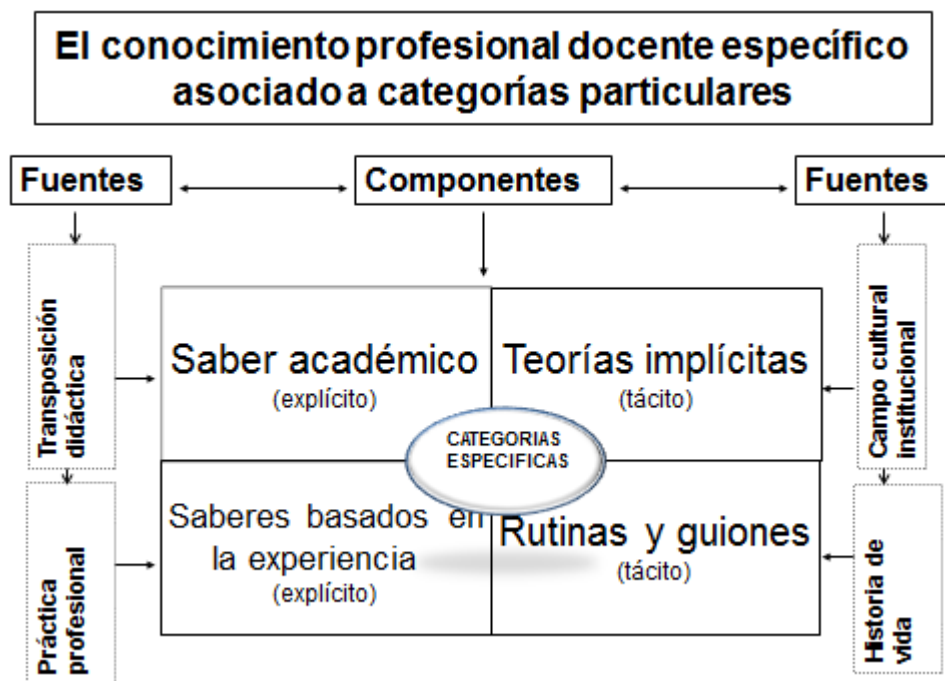 El conocimiento profesional docente específico
asociado a categorías particulares
Fuentes
Componentes
Fuentes
Transposición
didáctica
Saber académico
(explícito)
Teorías implícitas
(tácito)
Campo cultural
institucional
CATEGORIAS
ESPECIFICAS
Práctica
profesional
Saberes basados en
la experiencia
(explícito)
Rutinas y guiones
(tácito)
Historia de
vida